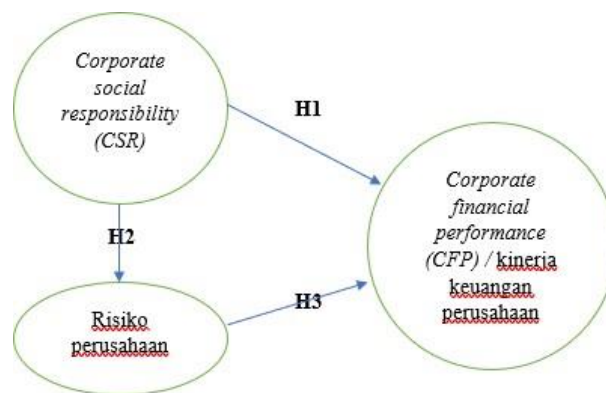 Corporate
social
responsibility
(CSR)
H1
Corporate
financial
performance
(CFP) / kinerja
keuangan
perusahaan
H2
H3
Risiko
perusahaan